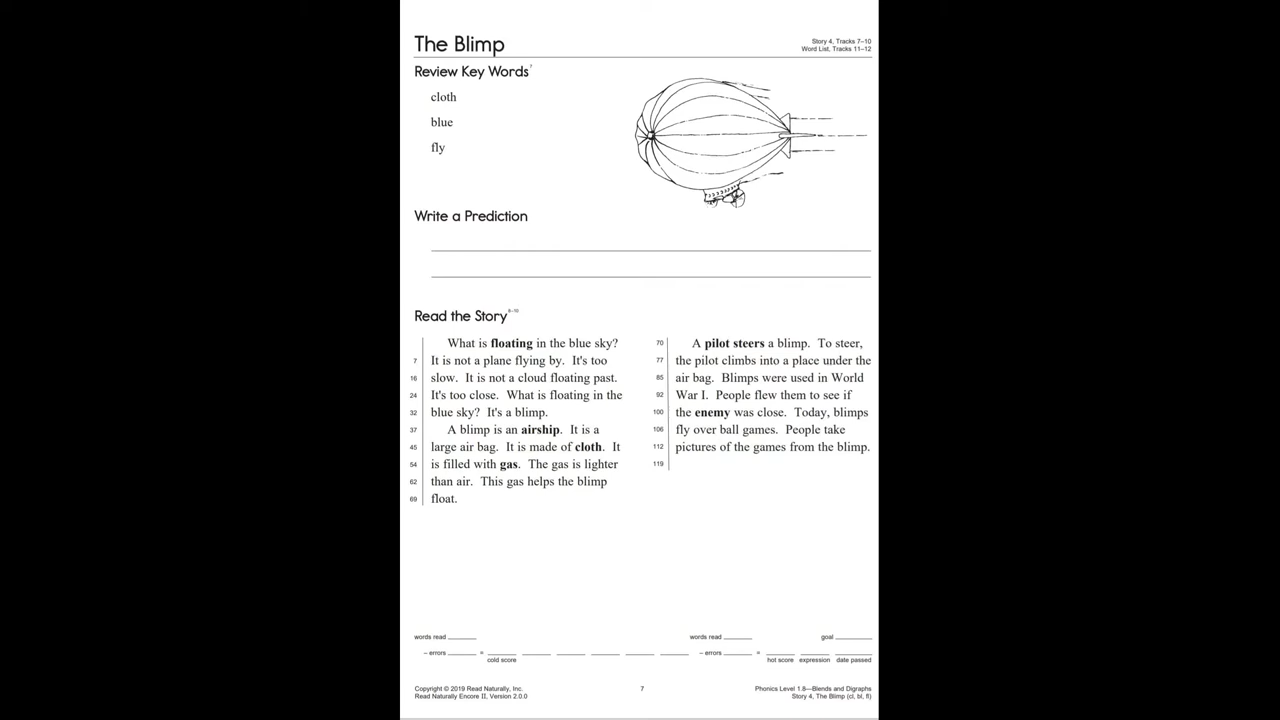 The Blimp
Story 4, Tracks 7–10
Word List, Tracks 11–12
Review Key Words7
cloth
blue
fly
Write a Prediction
Read the Story8–10
What is floating in the blue sky?
7 It is not a plane flying by. It's too
16 slow. It is not a cloud floating past.
24 It's too close. What is floating in the
32 blue sky? It's a blimp.
37 A blimp is an airship. It is a
45 large air bag. It is made of cloth. It
54 is filled with gas. The gas is lighter
62 than air. This gas helps the blimp
69 float.
70 A pilot steers a blimp. To steer,
77 the pilot climbs into a place under the
85 air bag. Blimps were used in World
92 War I. People flew them to see if
100 the enemy was close. Today, blimps
106 fly over ball games. People take
112 pictures of the games from the blimp.
119
words read
– errors =
cold score
words read goal
– errors =
hot score expression date passed
Copyright © 2019 Read Naturally, Inc.
Read Naturally Encore II, Version 2.0.0
7
Phonics Level 1.8—Blends and Digraphs
Story 4, The Blimp (cl, bl, fl)